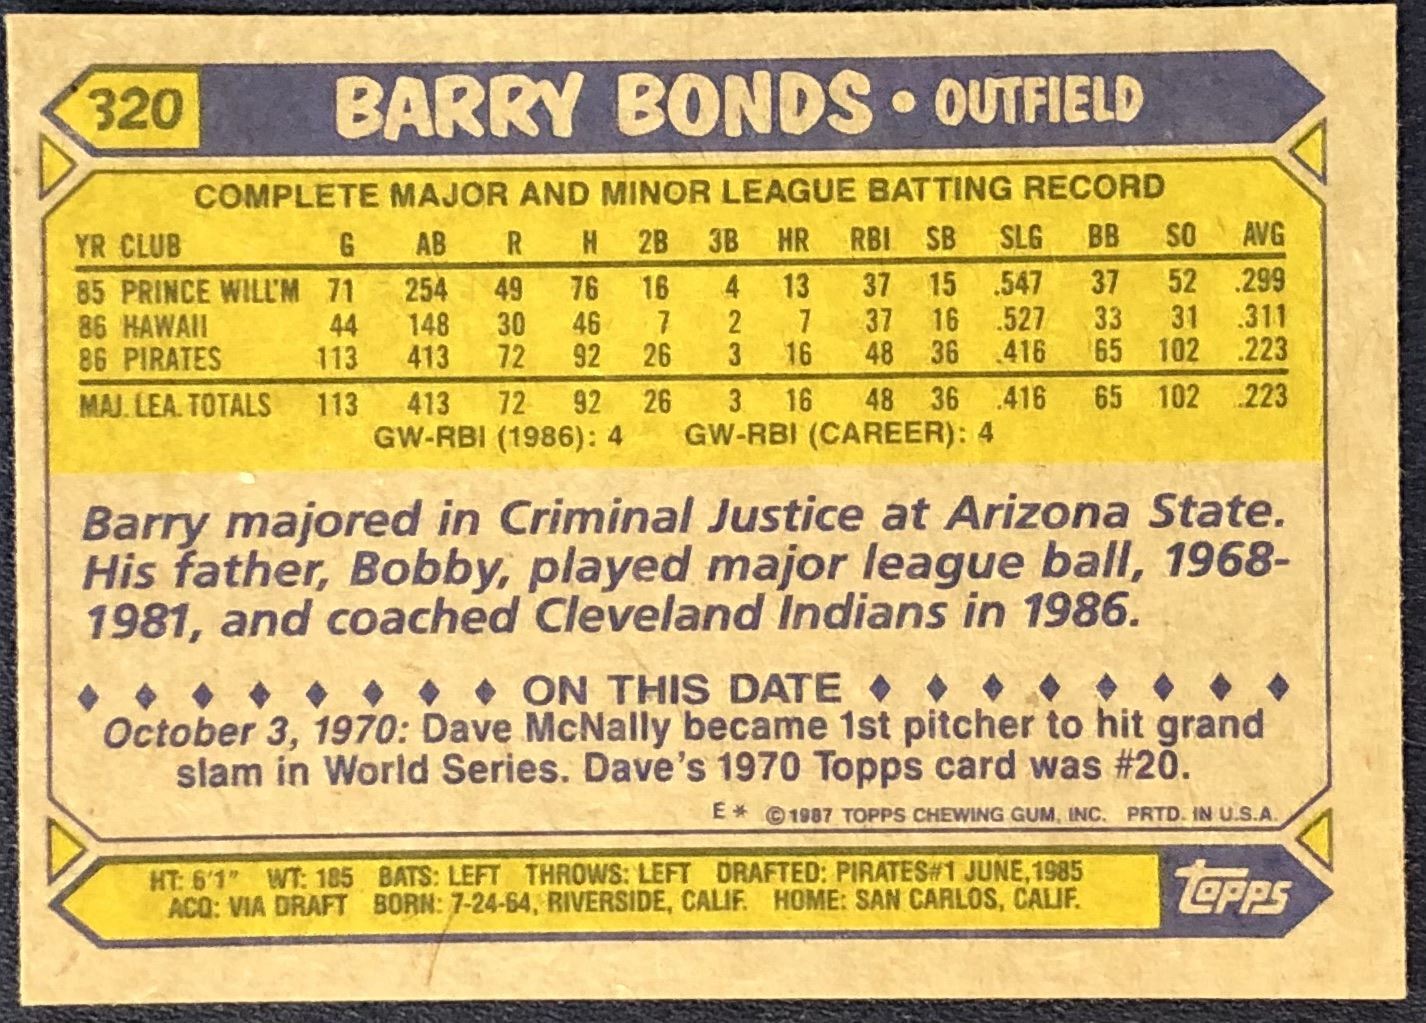 320 BARRY BONDS • OUTFIELD
COMPLETE MAJOR AND MINOR LEAGUE BATTING RECORD
YR CLUB G AB R H 2B 3B HR RBI SB SLG BB SO AVG
85 PRINCE WILL'M 71 254 49 76 16 4 13 37 15 .547 37 52 .299
86 HAWAII 44 148 30 46 7 2 7 37 16 .527 33 31 .311
86 PIRATES 113 413 72 92 26 3 16 48 36 .416 65 102 .223
MAJ. LEA. TOTALS 113 413 72 92 26 3 16 48 36 .416 65 102 .223
GW-RBI (1986): 4 GW-RBI (CAREER): 4
Barry majored in Criminal Justice at Arizona State.
His father, Bobby, played major league ball, 1968-
1981, and coached Cleveland Indians in 1986.
♦ ♦ ♦ ♦ ♦ ♦ ♦ ♦ ON THIS DATE ♦ ♦ ♦ ♦ ♦ ♦ ♦ ♦
October 3, 1970: Dave McNally became 1st pitcher to hit grand
slam in World Series. Dave's 1970 Topps card was #20.
E * © 1987 TOPPS CHEWING GUM, INC. PRTD. IN U.S.A.
HT: 6'1" WT: 185 BATS: LEFT THROWS: LEFT DRAFTED: PIRATES#1 JUNE,1985
ACQ: VIA DRAFT BORN: 7-24-64, RIVERSIDE, CALIF. HOME: SAN CARLOS, CALIF.
topps